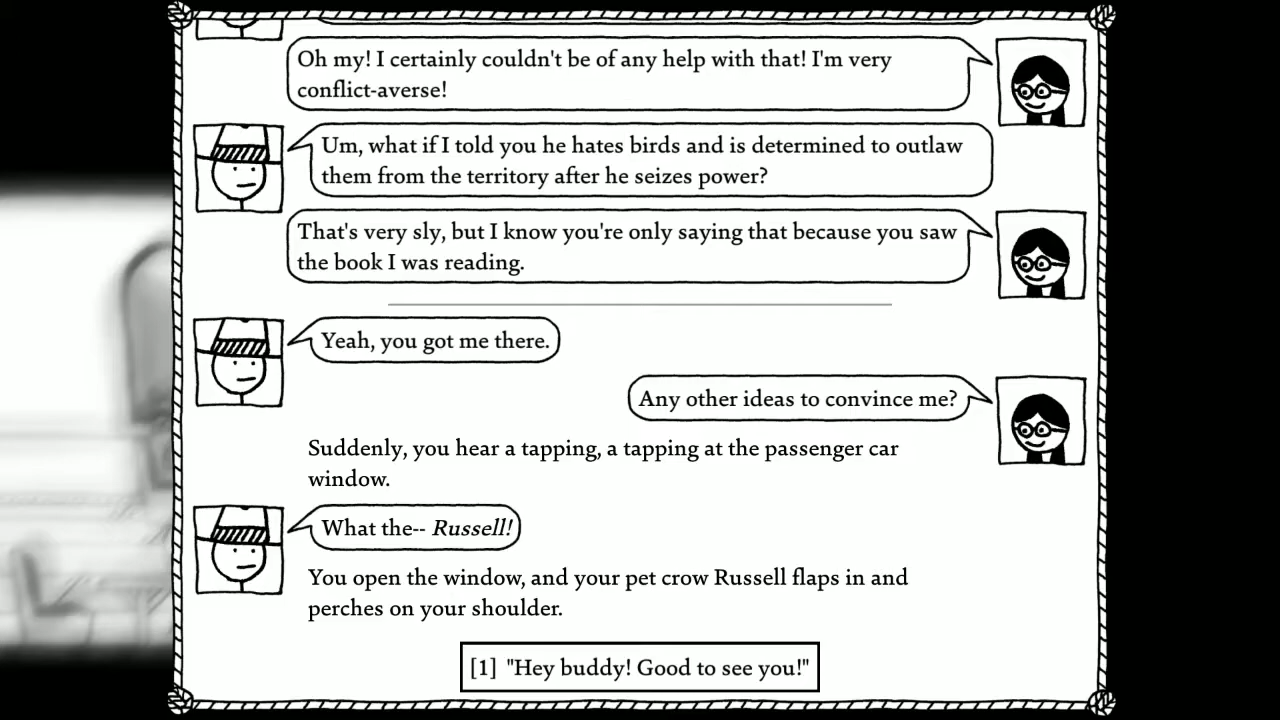 Oh my! I certainly couldn't be of any help with that! I'm very
conflict-averse!
Um, what if I told you he hates birds and is determined to outlaw
them from the territory after he seizes power?
That's very sly, but I know you're only saying that because you saw
the book I was reading.
Yeah, you got me there.
Any other ideas to convince me?
Suddenly, you hear a tapping, a tapping at the passenger car
window.
What the-- Russell!
You open the window, and your pet crow Russell flaps in and
perches on your shoulder.
[1] "Hey buddy! Good to see you!"